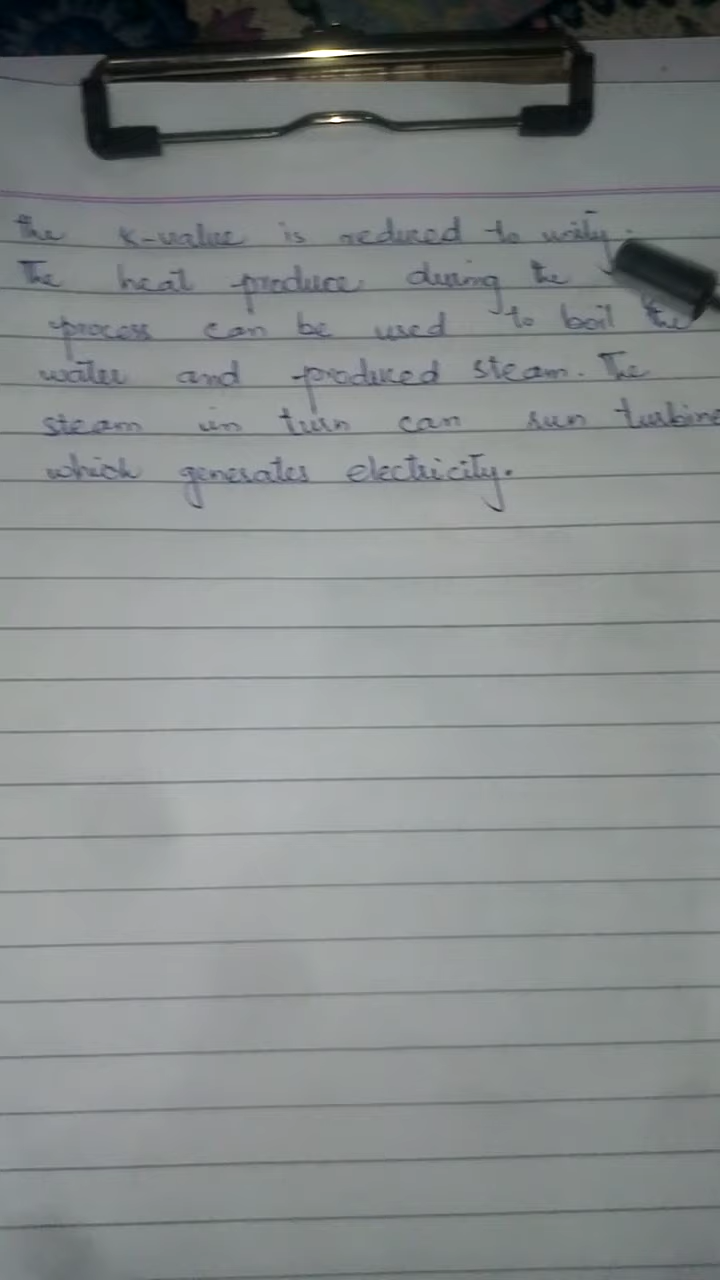 the K-value is reduced to unity.
The heat produce during the
process can be used to boil the
water and produced steam. The
steam in turn can run turbine
which generates electricity.